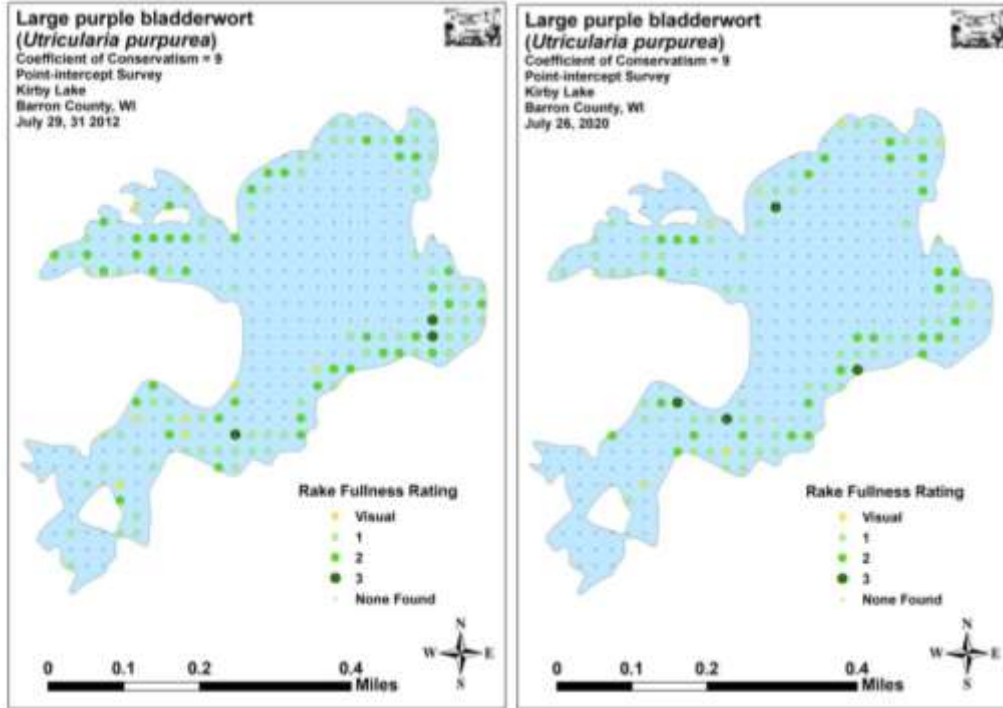 Large purple bladderwort
(Utricularia purpurea)
Coefficient of Conservatism = 9
Point-intercept Survey
Kirby Lake
Barron County, WI
July 29, 31 2012
Rake Fullness Rating
Visual
1
2
3
None Found
N
W E
S
0 0.1 0.2 0.4
Miles
Large purple bladderwort
(Utricularia purpurea)
Coefficient of Conservatism = 9
Point-intercept Survey
Kirby Lake
Barron County, WI
July 26, 2020
Rake Fullness Rating
Visual
1
2
3
None Found
N
W E
S
0 0.1 0.2 0.4
Miles